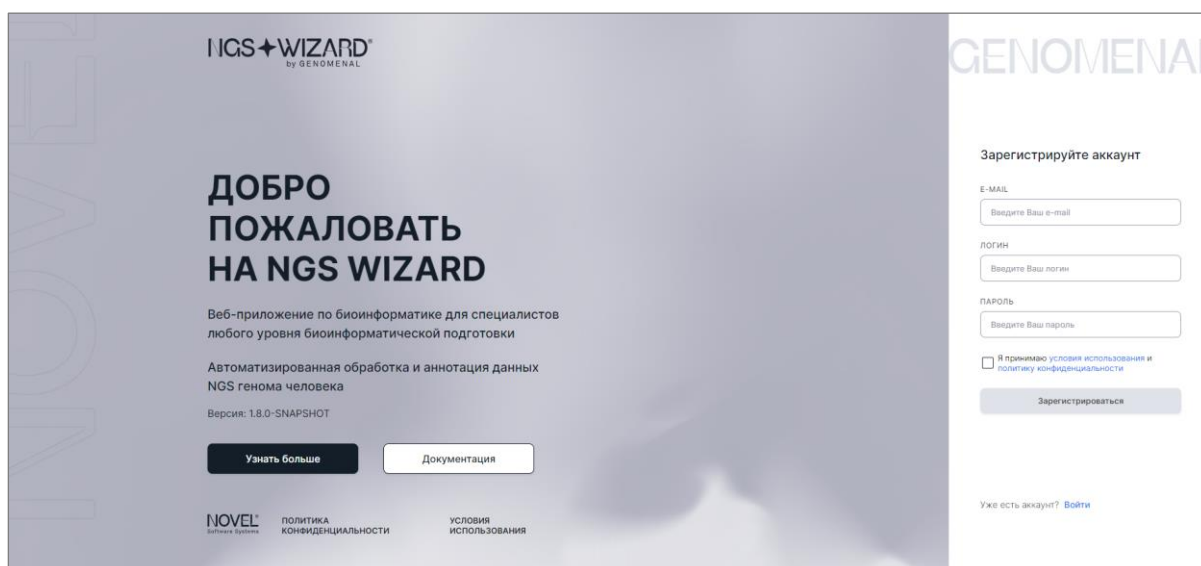 NOVEL
NGS WIZARD®
by GENOMENAL
ДОБРО
ПОЖАЛОВАТЬ
НА NGS WIZARD
Веб-приложение по биоинформатике для специалистов
любого уровня биоинформатической подготовки
Автоматизированная обработка и аннотация данных
NGS генома человека
Версия: 1.8.0-SNAPSHOT
Узнать больше
Документация
NOVEL®
Software Systems
ПОЛИТИКА
КОНФИДЕНЦИАЛЬНОСТИ
УСЛОВИЯ
ИСПОЛЬЗОВАНИЯ
GENOMENAL
Зарегистрируйте аккаунт
E-MAIL
Введите Ваш e-mail
ЛОГИН
Введите Ваш логин
ПАРОЛЬ
Введите Ваш пароль
Я принимаю условия использования и
политику конфиденциальности
Зарегистрироваться
Уже есть аккаунт? Войти